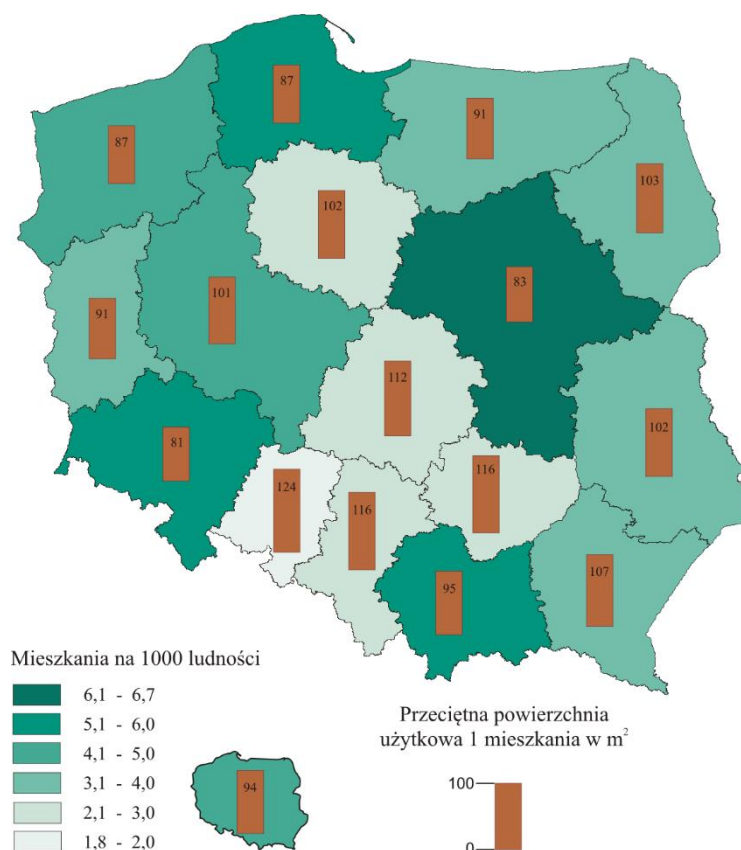 87
87
91
103
102
83
101
91
112
102
81
116
124
116
107
95
Mieszkania na 1000 ludności
6,1 - 6,7
5,1 - 6,0
4,1 - 5,0
3,1 - 4,0
2,1 - 3,0
1,8 - 2,0
94
Przeciętna powierzchnia
użytkowa 1 mieszkania w m²
100
0